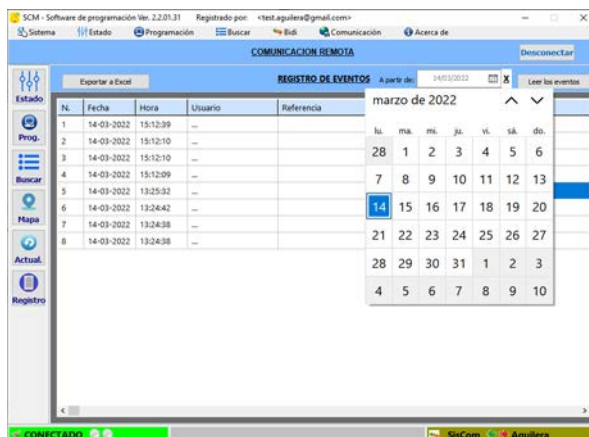 SCM - Software de programación Ver. 2.2.01.31 Registrado por: <test.aguilera@gmail.com>
Sistema Estado Programación Buscar Bidi Comunicación Acerca de
COMUNICACION REMOTA Desconectar
Exportar a Excel REGISTRO DE EVENTOS A partir de: 14/03/2022 X Leer los eventos
Estado
Prog.
Buscar
Mapa
Actual.
Registro
N. Fecha Hora Usuario Referencia
1 14-03-2022 15:12:39 ...
2 14-03-2022 15:12:10 ...
3 14-03-2022 15:12:10 ...
4 14-03-2022 15:12:09 ...
5 14-03-2022 13:25:32 ...
6 14-03-2022 13:24:42 ...
7 14-03-2022 13:24:38 ...
8 14-03-2022 13:24:38 ...
marzo de 2022
lu. ma. mi. ju. vi. sá. do.
28 1 2 3 4 5 6
7 8 9 10 11 12 13
14 15 16 17 18 19 20
21 22 23 24 25 26 27
28 29 30 31 1 2 3
4 5 6 7 8 9 10
CONECTADO SisCom Aguilera